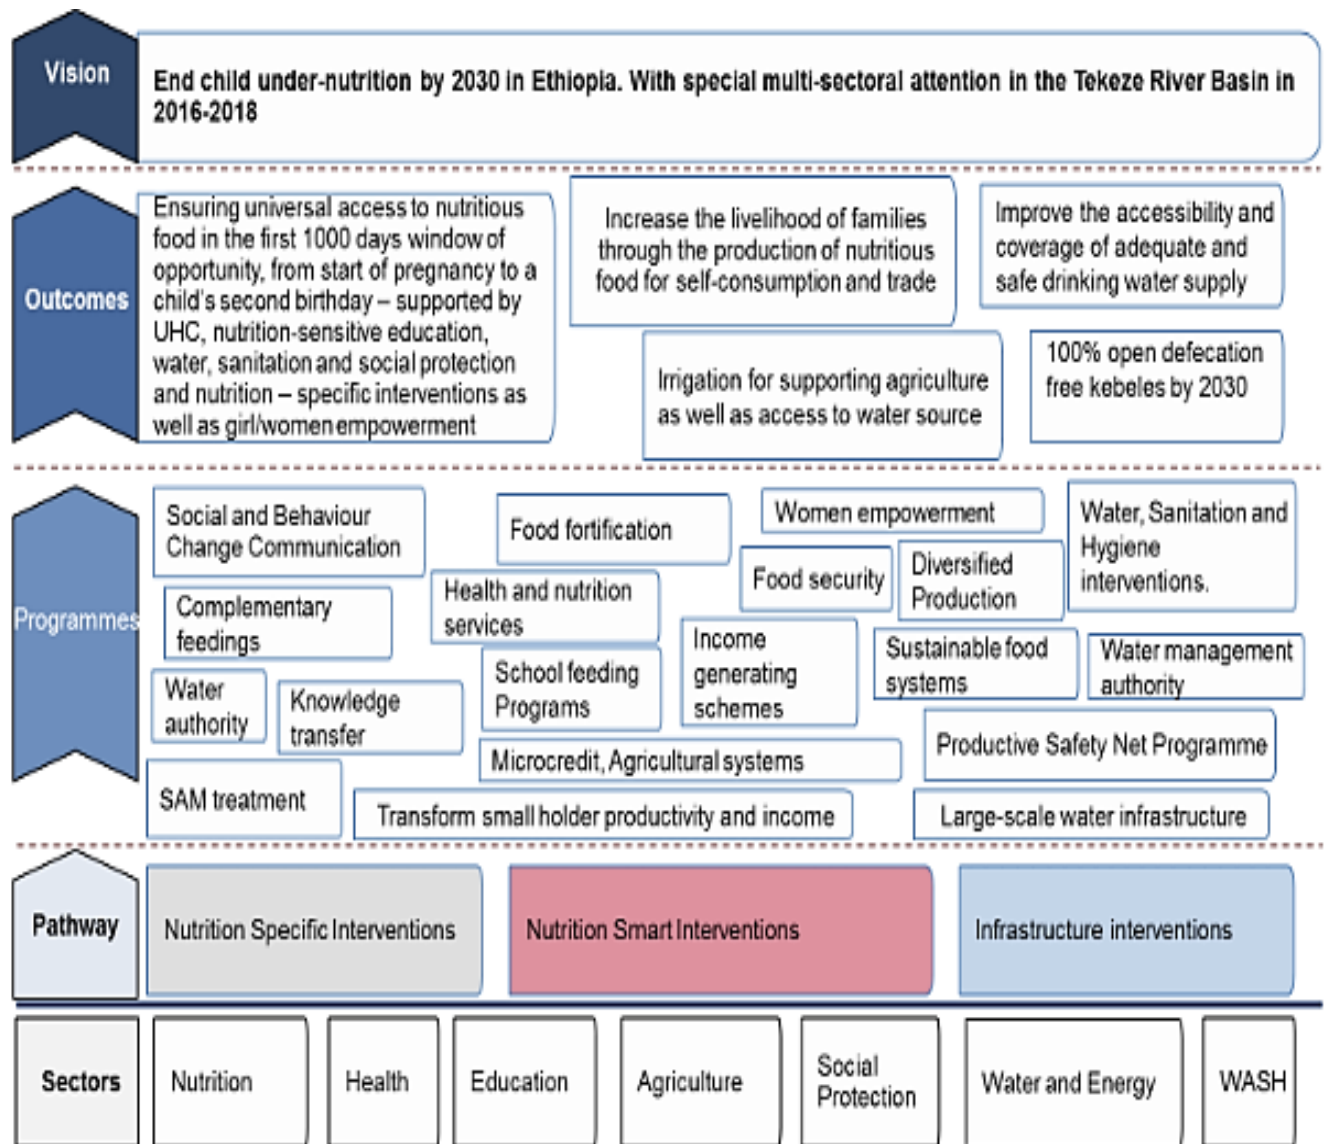 Vision
End child under-nutrition by 2030 in Ethiopia. With special multi-sectoral attention in the Tekeze River Basin in
2016-2018
Outcomes
Ensuring universal access to nutritious
food in the first 1000 days window of
opportunity, from start of pregnancy to a
child's second birthday – supported by
UHC, nutrition-sensitive education,
water, sanitation and social protection
and nutrition – specific interventions as
well as girl/women empowerment
Increase the livelihood of families
through the production of nutritious
food for self-consumption and trade
Improve the accessibility and
coverage of adequate and
safe drinking water supply
Irrigation for supporting agriculture
as well as access to water source
100% open defecation
free kebeles by 2030
Programmes
Social and Behaviour
Change Communication
Food fortification
Women empowerment
Water, Sanitation and
Hygiene
interventions.
Complementary
feedings
Health and nutrition
services
Food security
Diversified
Production
Water
authority
Knowledge
transfer
School feeding
Programs
Income
generating
schemes
Sustainable food
systems
Water management
authority
Microcredit, Agricultural systems
Productive Safety Net Programme
SAM treatment
Transform small holder productivity and income
Large-scale water infrastructure
Pathway
Nutrition Specific Interventions
Nutrition Smart Interventions
Infrastructure interventions
Sectors
Nutrition
Health
Education
Agriculture
Social
Protection
Water and Energy
WASH